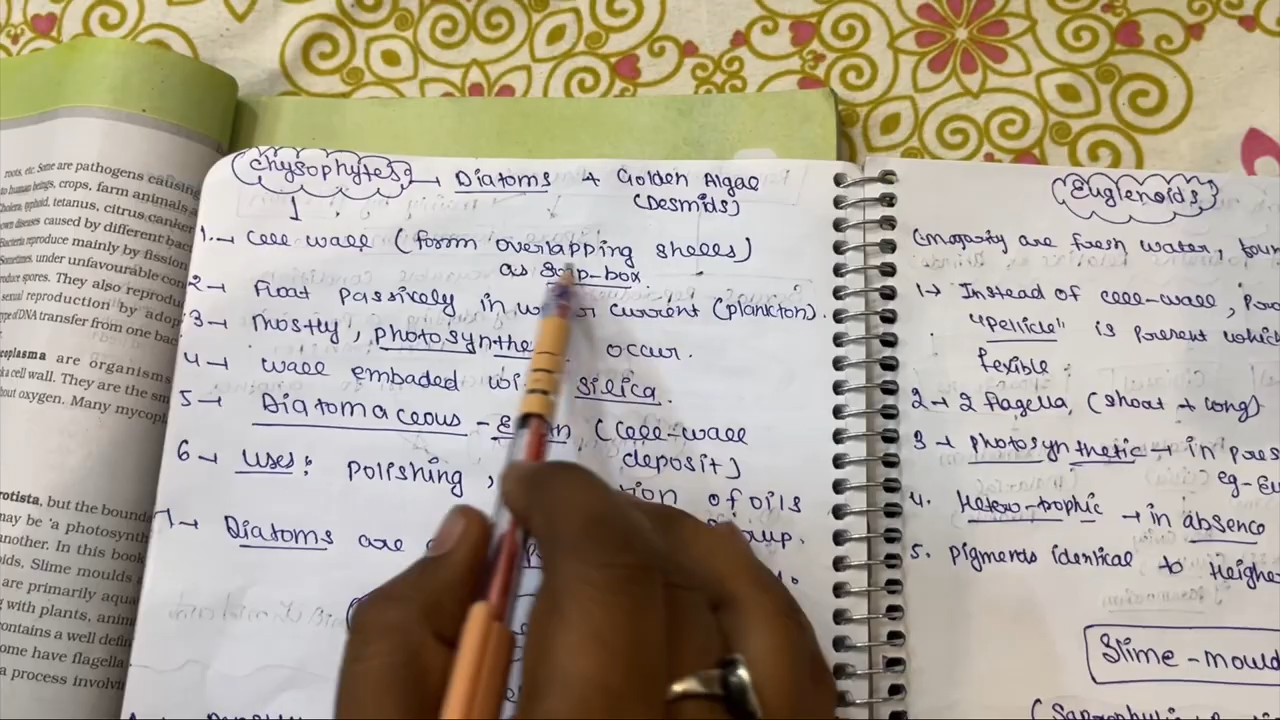 roots, etc. Some are pathogens causing
to human beings, crops, farm animals
Cholera, typhoid, tetanus, citrus canker
own diseases caused by different bac
Bacteria reproduce mainly by fission
Sometimes, under unfavourable con
produce spores. They also reprodu
sexual reproduction by adop
type of DNA transfer from one bac
coplasma are organisms
a cell wall. They are the sm
hout oxygen. Many mycopl
rotista, but the bound
may be 'a photosynth
another. In this book
ids, Slime moulds
are primarily aqua
with plants, anim
contains a well defin
ome have flagella
a process involvi
Chysophytes → Diatoms + Golden Algae
(Desmids)
1.→ Cell wall (form overlapping shells)
as Soap-box.
2→ Float passively in current (plankton).
3→ Mostly, photosynthe occur.
4→ wall embaded wi silica.
5→ Diatomaceous - (cell-wall
deposit)
6→ Uses: Polishing, tion of oils
7→ Diatoms are
Euglenoids
(majority are fresh water,
1→ Instead of cell-wall,
"Pellicle" is present which
flexible
2→ 2 flagella (short + long)
3→ photosynthetic → in pres
eg-Eu
4. Heterotrophic → in absence
5. Pigments identical to Heighe
Slime-mould